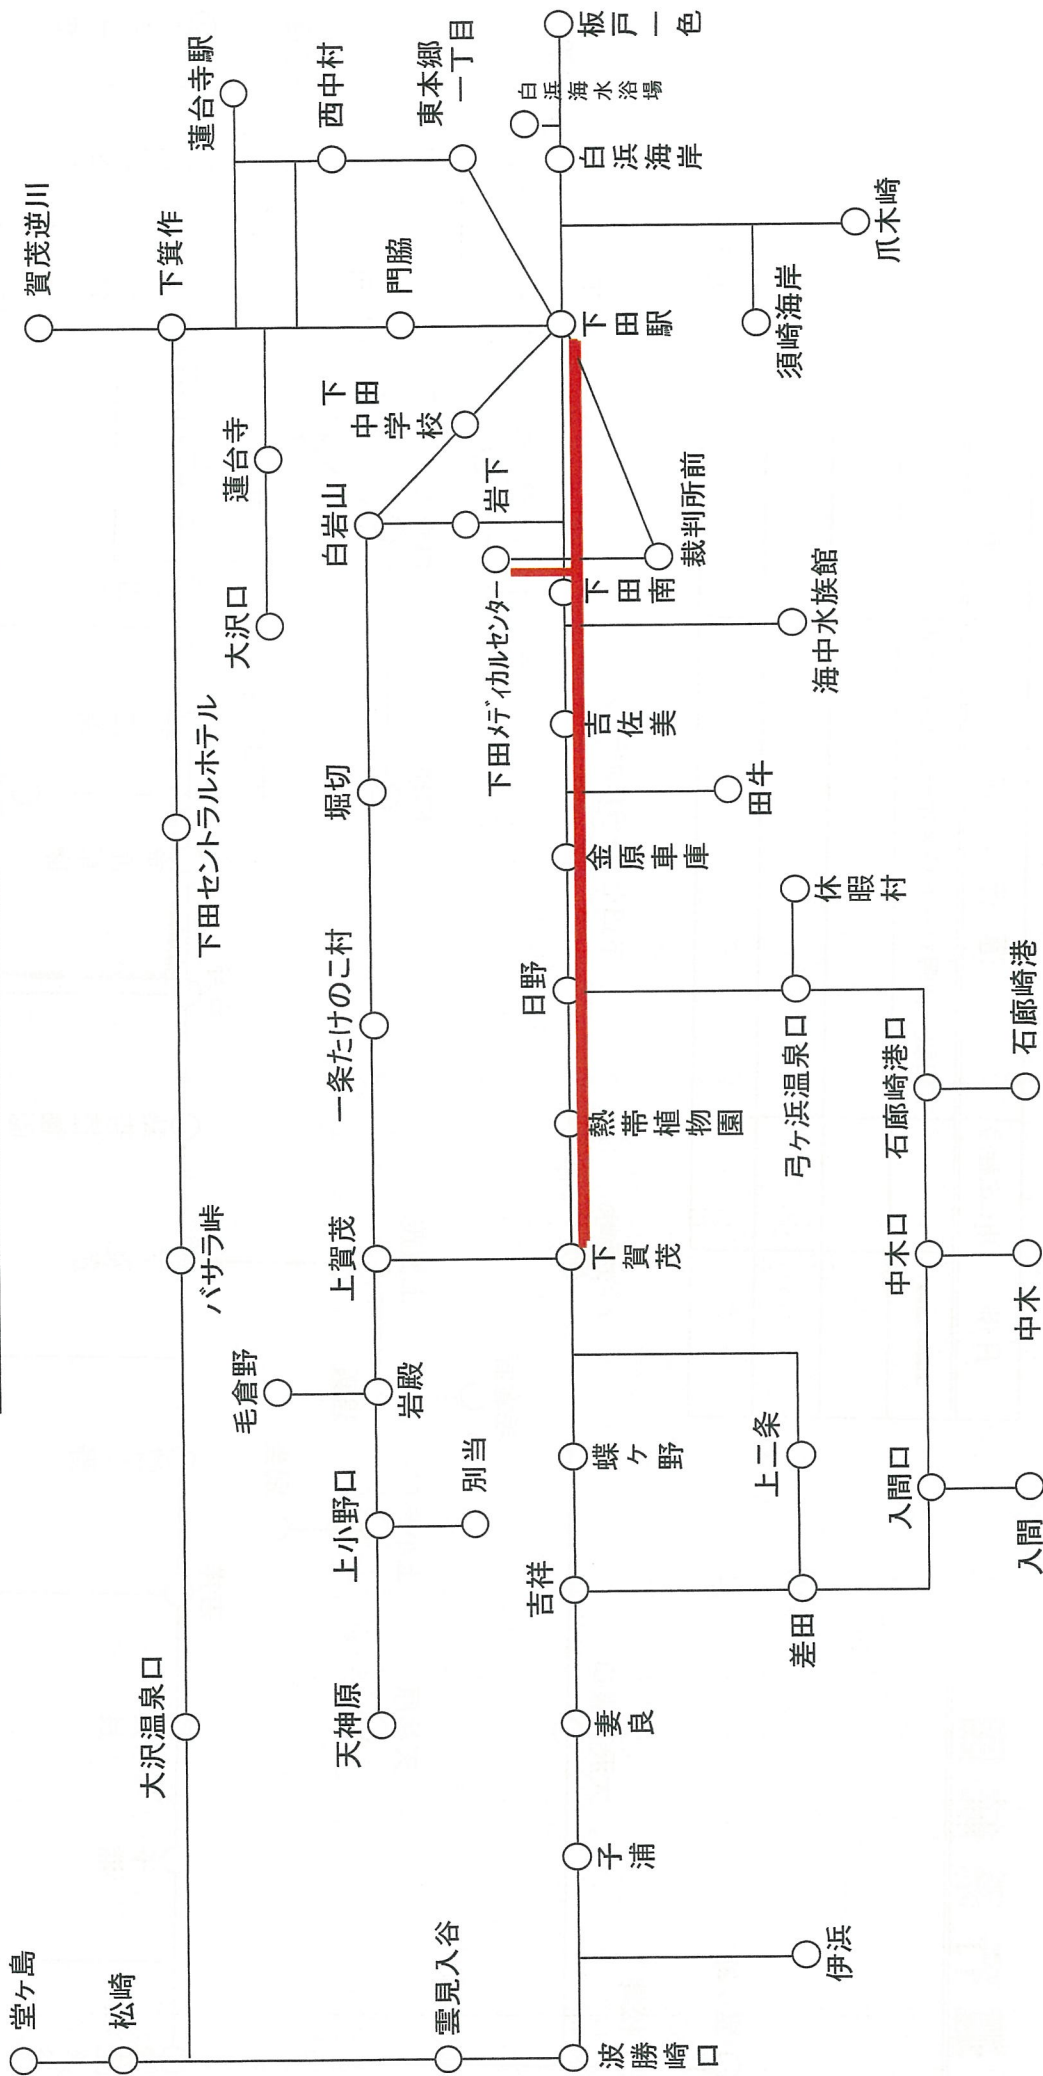 堂ヶ島
松崎
雲見入谷
波勝崎口
伊浜
子浦
妻良
吉祥
差田
上二条
蝶ヶ野
下賀茂
熱帯植物園
日野
金原車庫
吉佐美
下田南
下田駅
大沢温泉口
バサラ峠
下田セントラルホテル
下箕作
賀茂逆川
天神原
上小野口
別当
岩殿
毛倉野
上賀茂
一条たけのこ村
堀切
白岩山
岩下
下田
中学校
大沢口
蓮台寺
門脇
蓮台寺駅
西中村
東本郷
一丁目
下田メディカルセンター
裁判所前
海中水族館
田牛
休暇村
弓ヶ浜温泉口
石廊崎港口
石廊崎港
中木口
中木
入間口
入間
白浜海岸
白浜海水浴場
板戸一色
須崎海岸
爪木崎